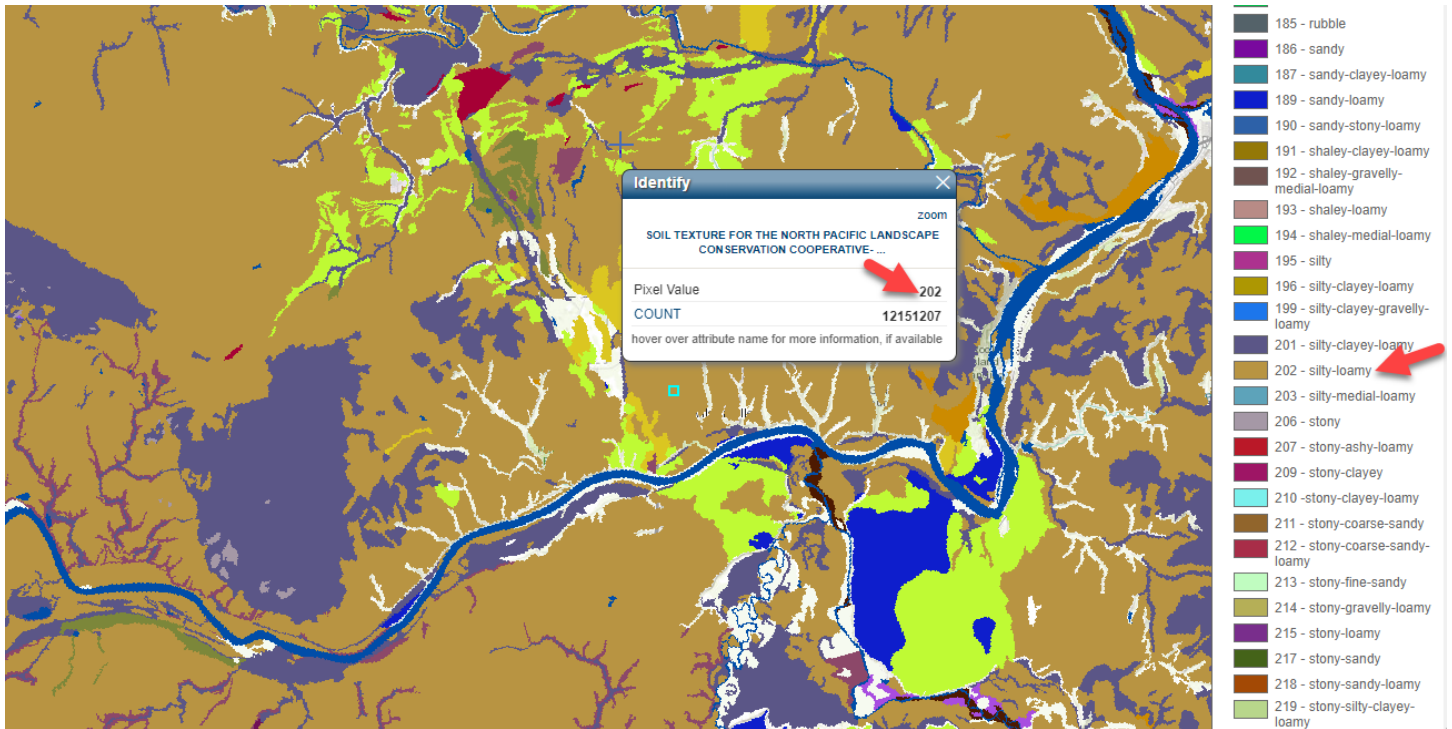 Identify
zoom
SOIL TEXTURE FOR THE NORTH PACIFIC LANDSCAPE
CONSERVATION COOPERATIVE- ...
Pixel Value 202
COUNT 12151207
hover over attribute name for more information, if available
185 - rubble
186 - sandy
187 - sandy-clayey-loamy
189 - sandy-loamy
190 - sandy-stony-loamy
191 - shaley-clayey-loamy
192 - shaley-gravelly-
medial-loamy
193 - shaley-loamy
194 - shaley-medial-loamy
195 - silty
196 - silty-clayey-loamy
199 - silty-clayey-gravelly-
loamy
201 - silty-clayey-loamy
202 - silty-loamy
203 - silty-medial-loamy
206 - stony
207 - stony-ashy-loamy
209 - stony-clayey
210 -stony-clayey-loamy
211 - stony-coarse-sandy
212 - stony-coarse-sandy-
loamy
213 - stony-fine-sandy
214 - stony-gravelly-loamy
215 - stony-loamy
217 - stony-sandy
218 - stony-sandy-loamy
219 - stony-silty-clayey-
loamy